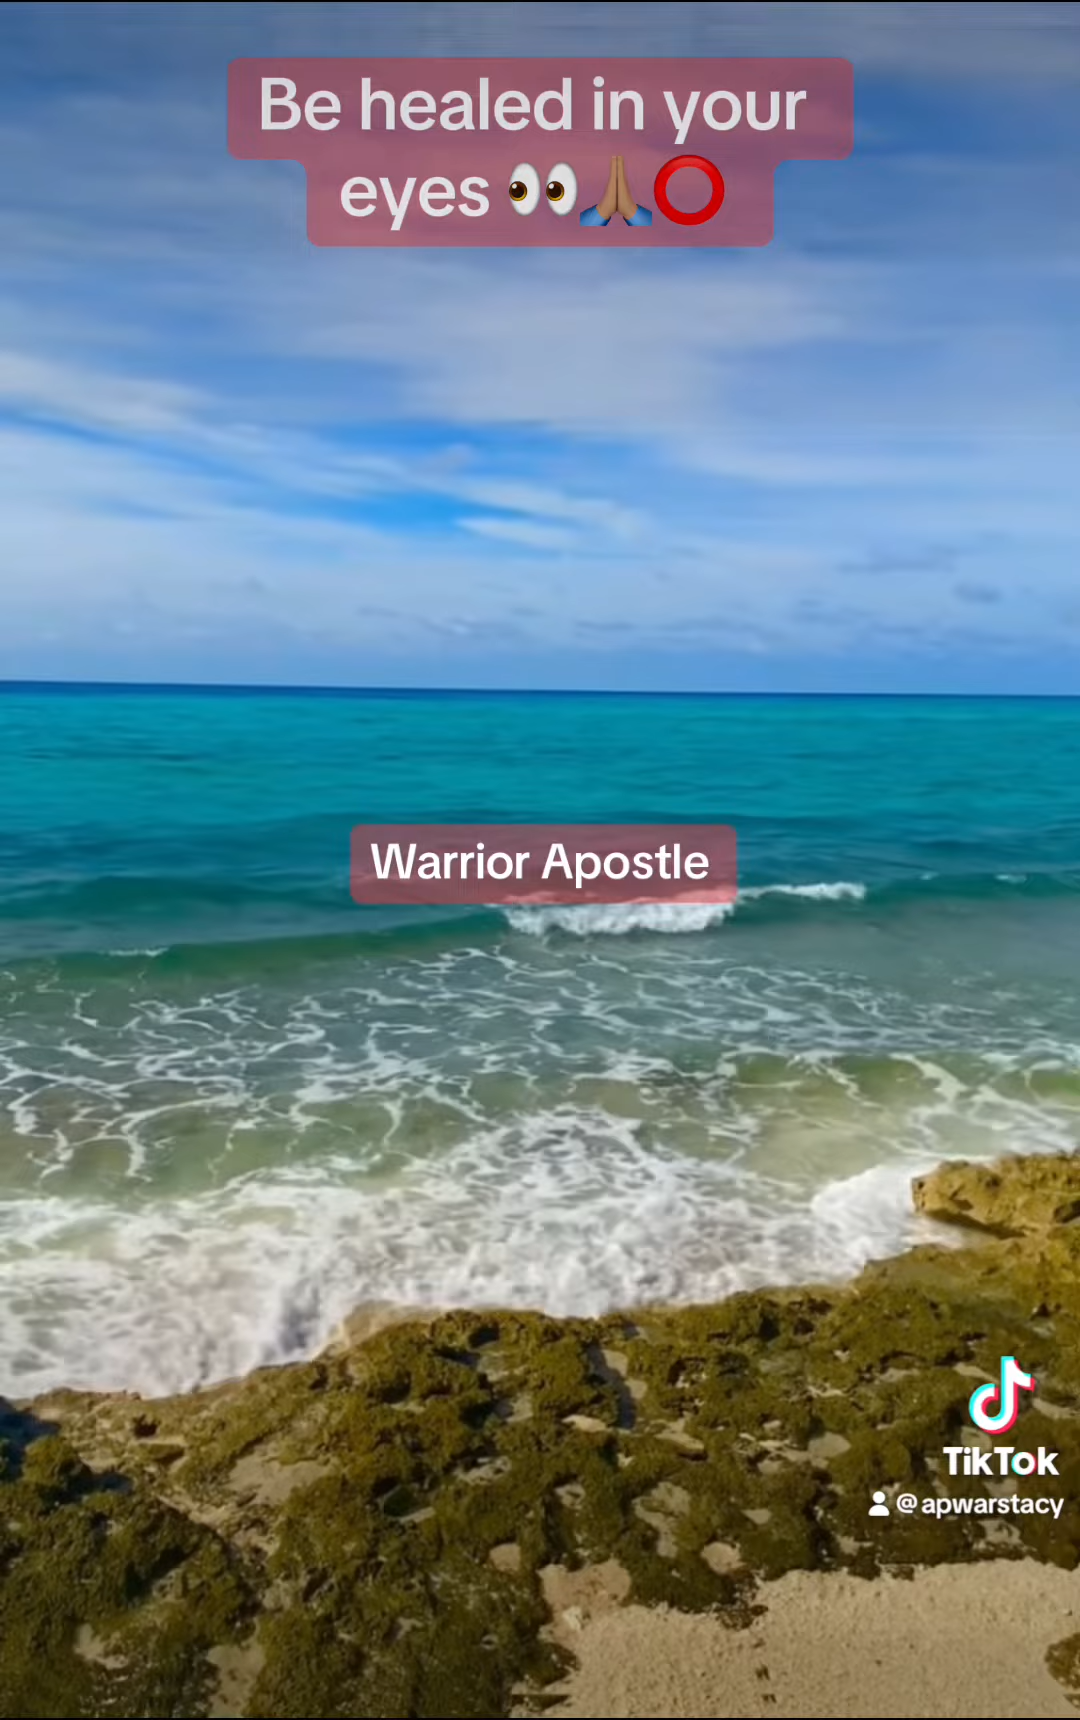 Be healed in your
eyes 👀🙏🏽⭕
Warrior Apostle
TikTok
@apwarstacy